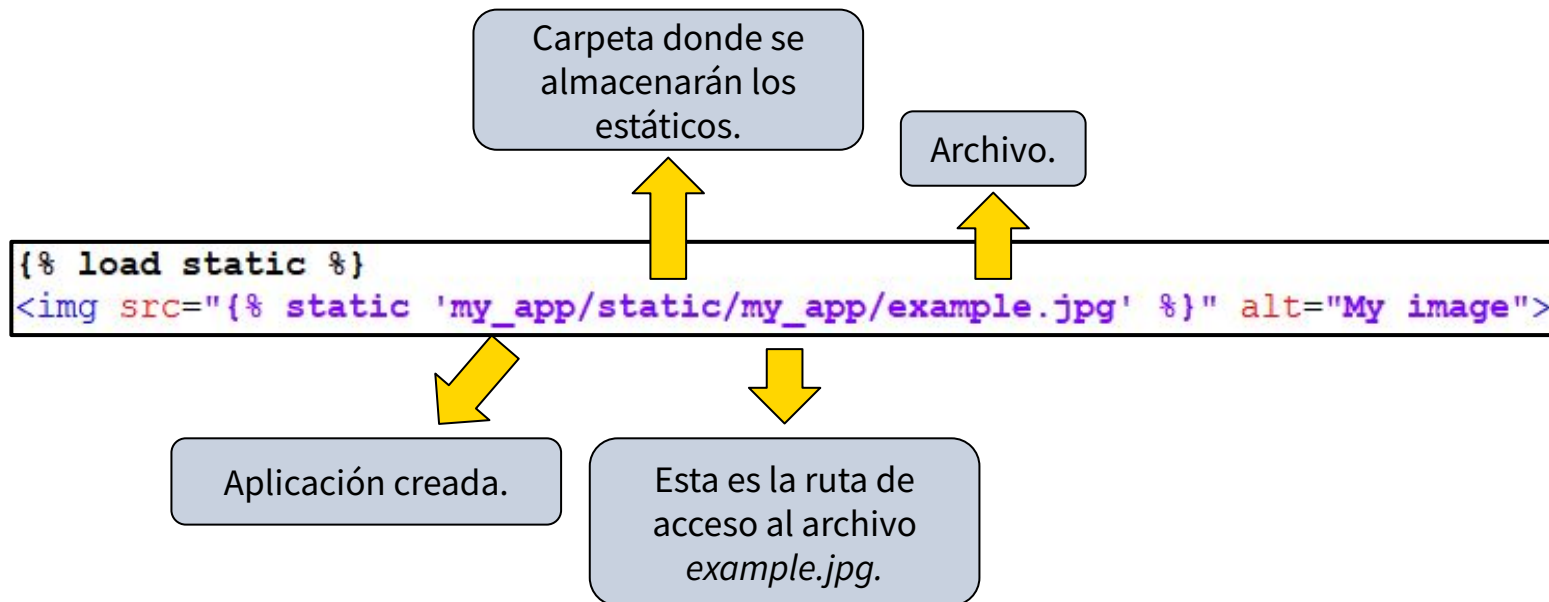 Carpeta donde se
almacenarán los
estáticos.
Archivo.
{% load static %}
<img src="{% static 'my_app/static/my_app/example.jpg' %}" alt="My image">
Aplicación creada.
Esta es la ruta de
acceso al archivo
example.jpg.